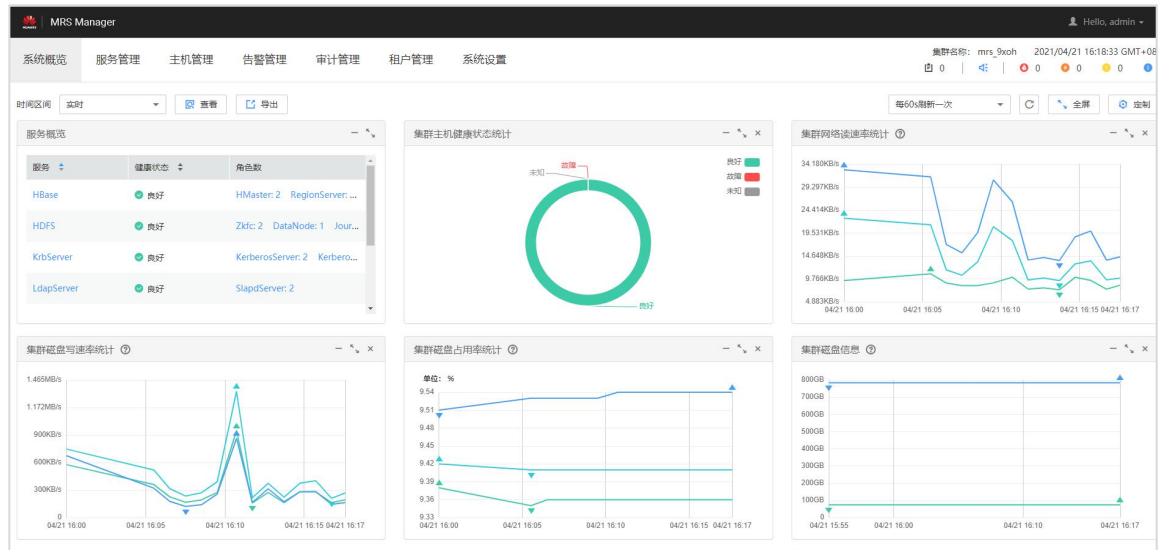 HUAWEI MRS Manager Hello, admin
系统概览 服务管理 主机管理 告警管理 审计管理 租户管理 系统设置
集群名称: mrs_9xoh 2021/04/21 16:18:33 GMT+08
0 0 0 0
时间区间 实时 查看 导出 每60s刷新一次 全屏 定制
服务概览
服务 健康状态 角色数
HBase 良好 HMaster: 2 RegionServer: ...
HDFS 良好 Zkfc: 2 DataNode: 1 Jour...
KrbServer 良好 KerberosServer: 2 Kerbero...
LdapServer 良好 SlapdServer: 2
集群主机健康状态统计
故障
未知
良好
良好
故障
未知
集群网络读速率统计
34.180KB/s
29.297KB/s
24.414KB/s
19.531KB/s
14.648KB/s
9.766KB/s
4.883KB/s
04/21 16:00 04/21 16:05 04/21 16:10 04/21 16:15 04/21 16:17
集群磁盘写速率统计
1.465MB/s
1.172MB/s
900KB/s
600KB/s
300KB/s
0
04/21 16:00 04/21 16:05 04/21 16:10 04/21 16:15 04/21 16:17
集群磁盘占用率统计
单位: %
9.54
9.51
9.48
9.45
9.42
9.39
9.36
9.33
04/21 16:00 04/21 16:05 04/21 16:10 04/21 16:15 04/21 16:17
集群磁盘信息
800GB
700GB
600GB
500GB
400GB
300GB
200GB
100GB
0
04/21 15:55 04/21 16:00 04/21 16:10 04/21 16:17